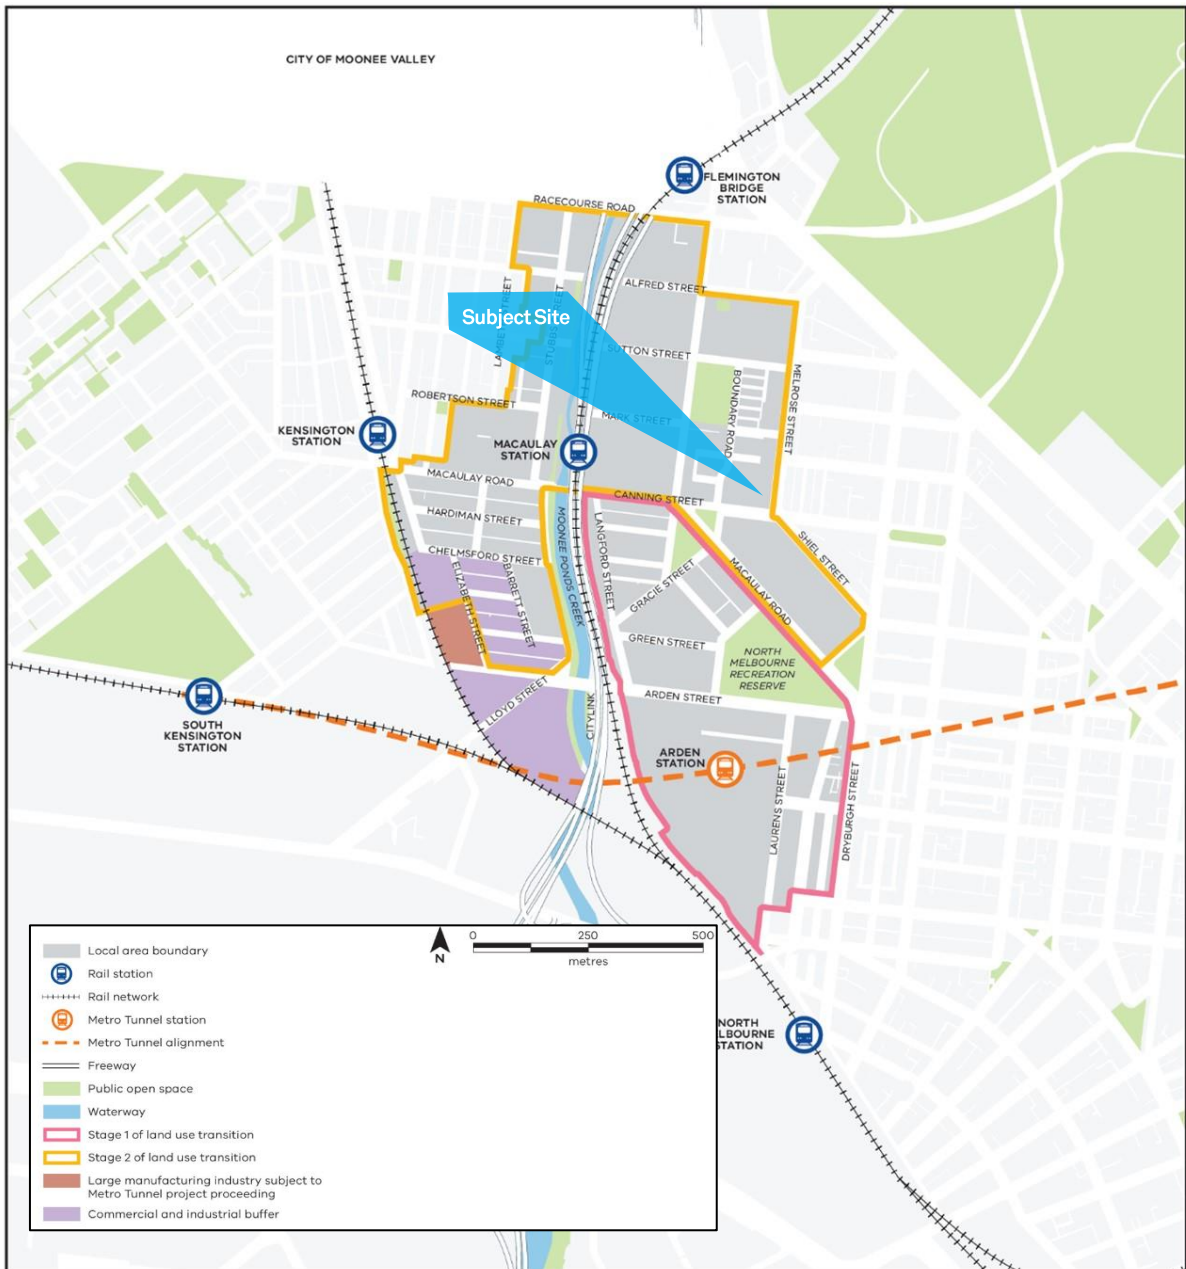 CITY OF MOONEE VALLEY
FLEMINGTON
BRIDGE
STATION
RACECOURSE ROAD
ALFRED STREET
Subject Site
SUTTON STREET
MELROSE STREET
BOUNDARY ROAD
ROBERTSON STREET
MARK STREET
KENSINGTON
STATION
MACAULAY
STATION
MACAULAY ROAD
CANNING STREET
HARDIMAN STREET
MOONEE PONDS CREEK
LANGFORD STREET
SHIEL STREET
CHELMSFORD STREET
ELIZABETH STREET
BARRETT STREET
GRACIE STREET
MACAULAY ROAD
GREEN STREET
NORTH
MELBOURNE
RECREATION
RESERVE
LLOYD STREET
ARDEN STREET
CITYLINK
SOUTH
KENSINGTON
STATION
ARDEN
STATION
LAURENS STREET
DRYBURGH STREET
Local area boundary
Rail station
Rail network
Metro Tunnel station
Metro Tunnel alignment
Freeway
Public open space
Waterway
Stage 1 of land use transition
Stage 2 of land use transition
Large manufacturing industry subject to
Metro Tunnel project proceeding
Commercial and industrial buffer
N
0 250 500
metres
NORTH
LBOURNE
STATION